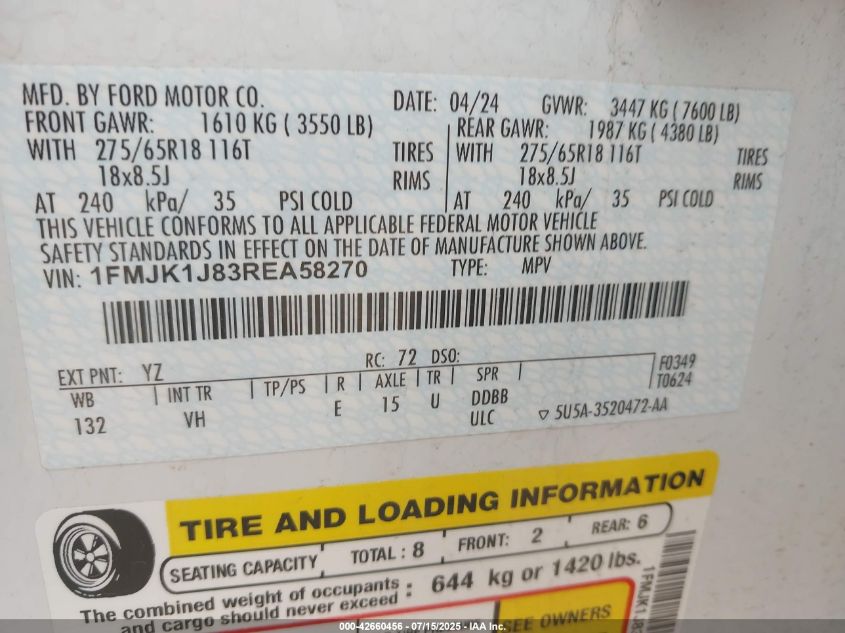 MFD. BY FORD MOTOR CO. DATE: 04/24 GVWR: 3447 KG ( 7600 LB)
FRONT GAWR: 1610 KG ( 3550 LB) REAR GAWR: 1987 KG ( 4380 LB)
WITH 275/65R18 116T TIRES WITH 275/65R18 116T TIRES
18x8.5J RIMS 18x8.5J RIMS
AT 240 kPa/ 35 PSI COLD AT 240 kPa/ 35 PSI COLD
THIS VEHICLE CONFORMS TO ALL APPLICABLE FEDERAL MOTOR VEHICLE
SAFETY STANDARDS IN EFFECT ON THE DATE OF MANUFACTURE SHOWN ABOVE.
VIN: 1FMJK1J83REA58270 TYPE: MPV
EXT PNT: YZ RC: 72 DSO: F0349
WB INT TR TP/PS R AXLE TR SPR T0624
132 VH E 15 U DDBB
ULC ▽ 5U5A-3520472-AA
TIRE AND LOADING INFORMATION
SEATING CAPACITY TOTAL : 8 FRONT: 2 REAR: 6
The combined weight of occupants : 644 kg or 1420 lbs.
and cargo should never exceed
SEE OWNERS
1FMJK1J83
000-42660456 - 07/15/2025 - IAA Inc.